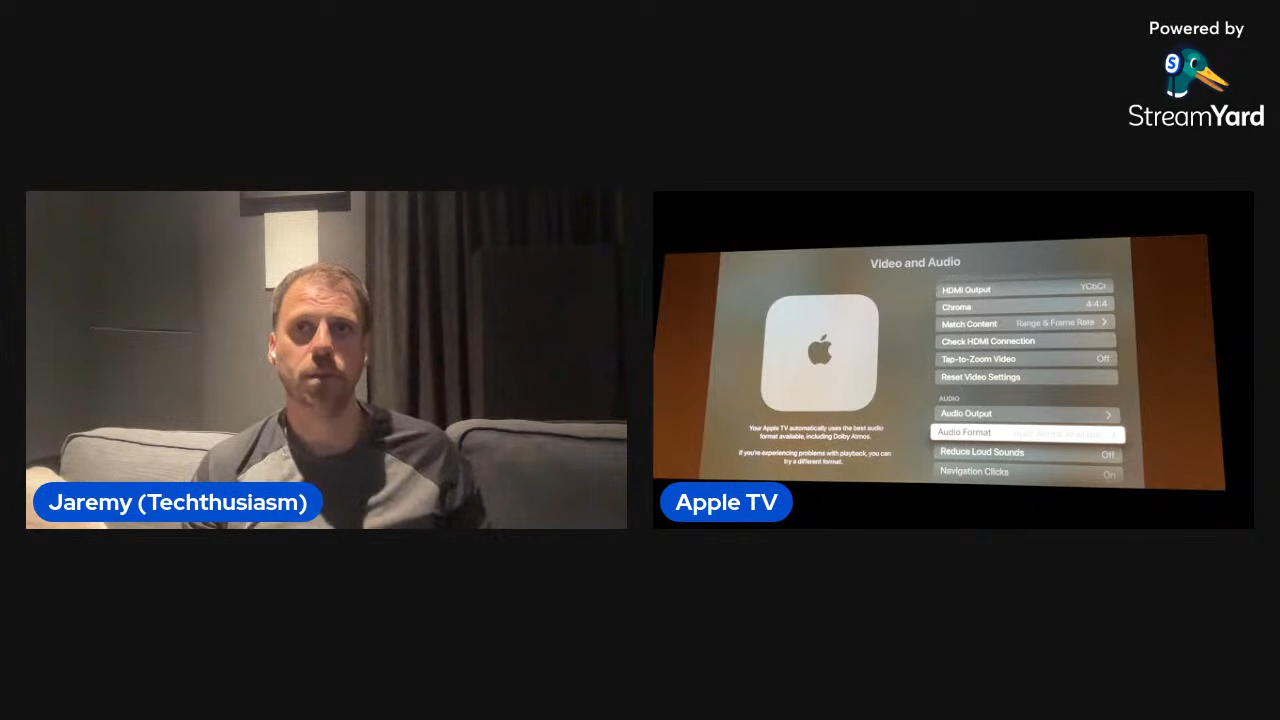 Powered by
S
StreamYard
Jaremy (Techthusiasm)
Video and Audio
HDMI Output YCbCr
Chroma 4:4:4
Match Content Range & Frame Rate
Check HDMI Connection
Tap-to-Zoom Video Off
Reset Video Settings
AUDIO
Audio Output
Audio Format
Reduce Loud Sounds Off
Navigation Clicks On
Your Apple TV automatically uses the best audio
format available, including Dolby Atmos.
If you're experiencing problems with playback, you can
try a different format.
Apple TV